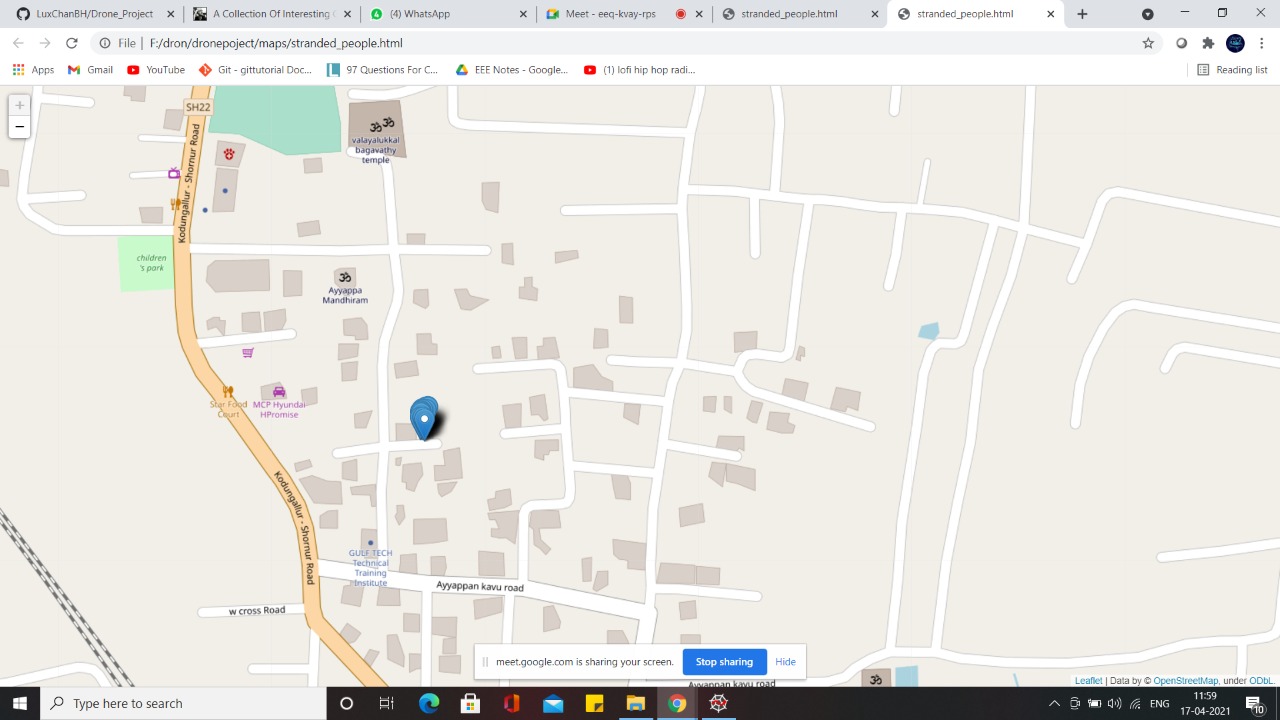 LuxChanBH/Drone_Project
A Collection Of Interesting
(4) WhatsApp
Meet - eeq-kvay-rps
stranded_people.html
stranded_people.html
File F:/dron/dronepoject/maps/stranded_people.html
Apps
Gmail
YouTube
Git - gittutorial Doc...
97 Questions For C...
EEE Notes - Google...
(1) lofi hip hop radi...
Reading list
+
−
SH22
Kodungallur - Shornur Road
valayalukkal
bagavathy
temple
children
's park
Ayyappa
Mandhiram
Star Food
Court
MCP Hyundai
HPromise
Kodungallur - Shornur Road
GULF TECH
Technical
Training
Institute
Ayyappan kavu road
w cross Road
meet.google.com is sharing your screen.
Stop sharing
Hide
Ayyappan kavu road
Leaflet | Data by © OpenStreetMap, under ODbL.
Type here to search
ENG
11:59
17-04-2021
10